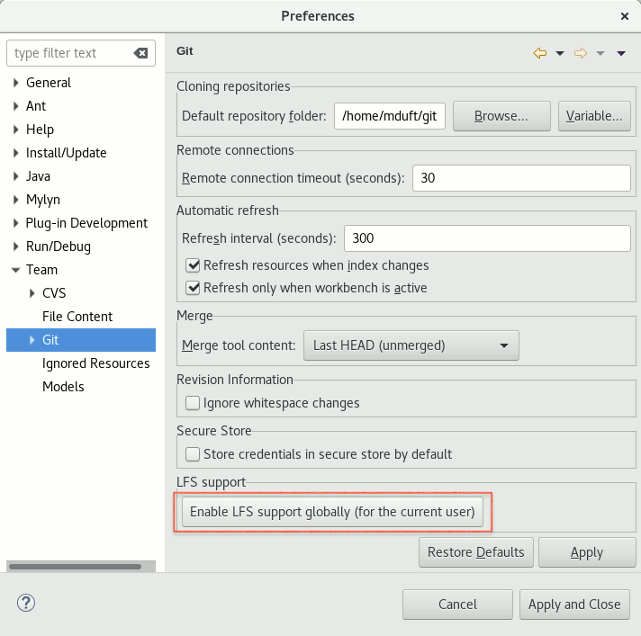 Preferences
type filter text
General
Ant
Help
Install/Update
Java
Mylyn
Plug-in Development
Run/Debug
Team
CVS
File Content
Git
Ignored Resources
Models
Git
Cloning repositories
Default repository folder: /home/mduft/git Browse... Variable...
Remote connections
Remote connection timeout (seconds): 30
Automatic refresh
Refresh interval (seconds): 300
Refresh resources when index changes
Refresh only when workbench is active
Merge
Merge tool content: Last HEAD (unmerged)
Revision Information
Ignore whitespace changes
Secure Store
Store credentials in secure store by default
LFS support
Enable LFS support globally (for the current user)
Restore Defaults Apply
Cancel Apply and Close